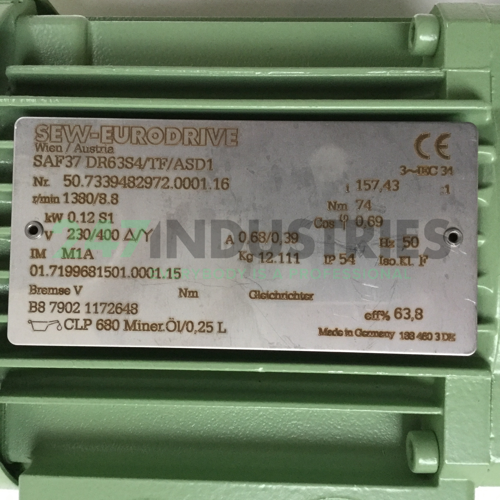 SEW-EURODRIVE
Wien / Austria
CE
SAF37 DR63S4/TF/ASD1
3~IEC 34
Nr. 50.7339482972.0001.16
i 157,43 :1
r/min 1380/8.8
Nm 74
kW 0.12 S1
Cos φ 0,69
V 230/400 Δ/Y
A 0,68/0,39
Hz 50
IM M1A
Kg 12.111
IP 54
Iso.Kl. F
01.7199681501.0001.15
Bremse V
Nm
Gleichrichter
B8 7902 1172648
eff% 63,8
CLP 680 Miner.Öl/0,25 L
Made in Germany
188 460 3 DE
247 INDUSTRIES